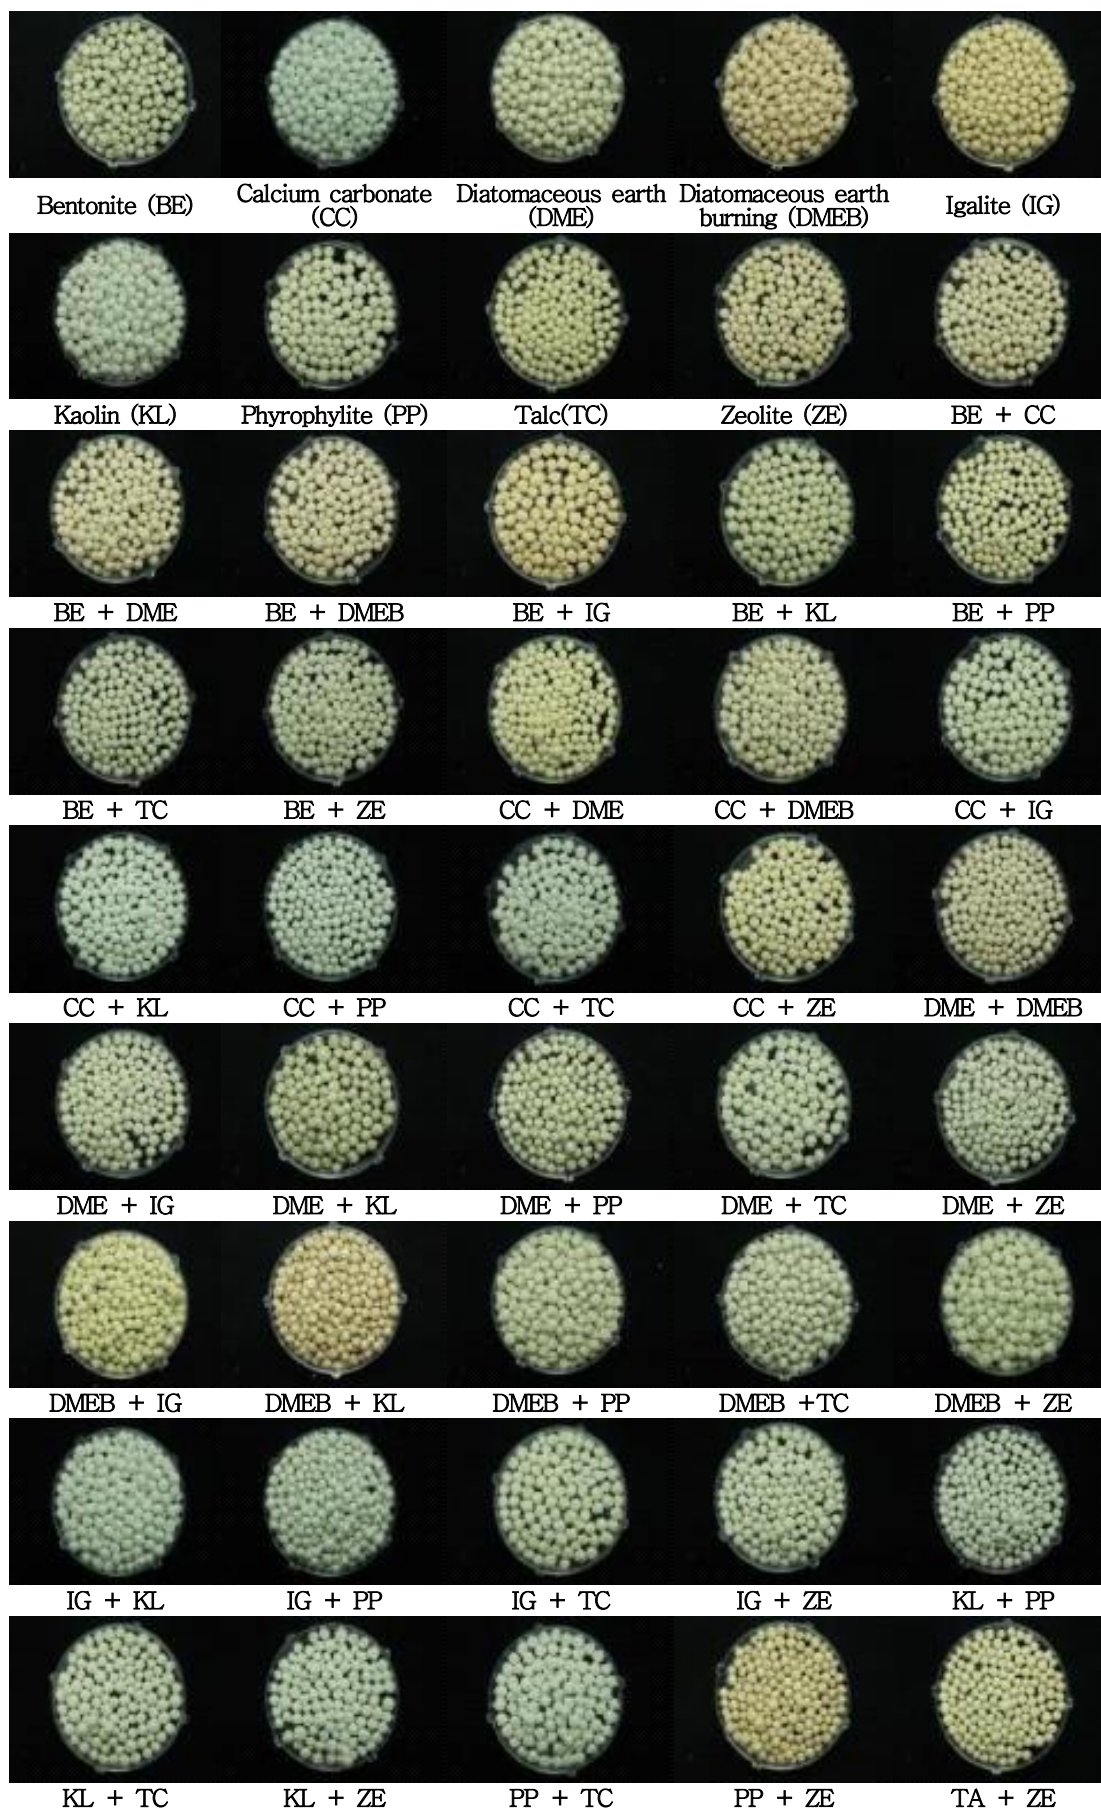 Bentonite (BE)
Calcium carbonate
(CC)
Diatomaceous earth
(DME)
Diatomaceous earth
burning (DMEB)
Igalite (IG)
Kaolin (KL)
Phyrophylite (PP)
Talc(TC)
Zeolite (ZE)
BE + CC
BE + DME
BE + DMEB
BE + IG
BE + KL
BE + PP
BE + TC
BE + ZE
CC + DME
CC + DMEB
CC + IG
CC + KL
CC + PP
CC + TC
CC + ZE
DME + DMEB
DME + IG
DME + KL
DME + PP
DME + TC
DME + ZE
DMEB + IG
DMEB + KL
DMEB + PP
DMEB +TC
DMEB + ZE
IG + KL
IG + PP
IG + TC
IG + ZE
KL + PP
KL + TC
KL + ZE
PP + TC
PP + ZE
TA + ZE